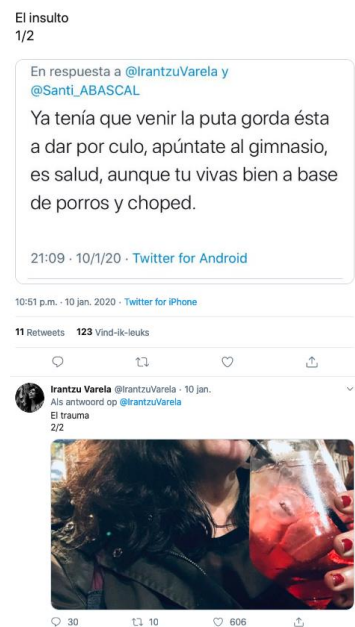 El insulto
1/2
En respuesta a @IrantzuVarela y
@Santi_ABASCAL
Ya tenía que venir la puta gorda ésta
a dar por culo, apúntate al gimnasio,
es salud, aunque tu vivas bien a base
de porros y choped.
21:09 · 10/1/20 · Twitter for Android
10:51 p.m. · 10 jan. 2020 · Twitter for iPhone
11 Retweets 123 Vind-ik-leuks
Irantzu Varela @IrantzuVarela · 10 jan.
Als antwoord op @IrantzuVarela
El trauma
2/2
30 10 606